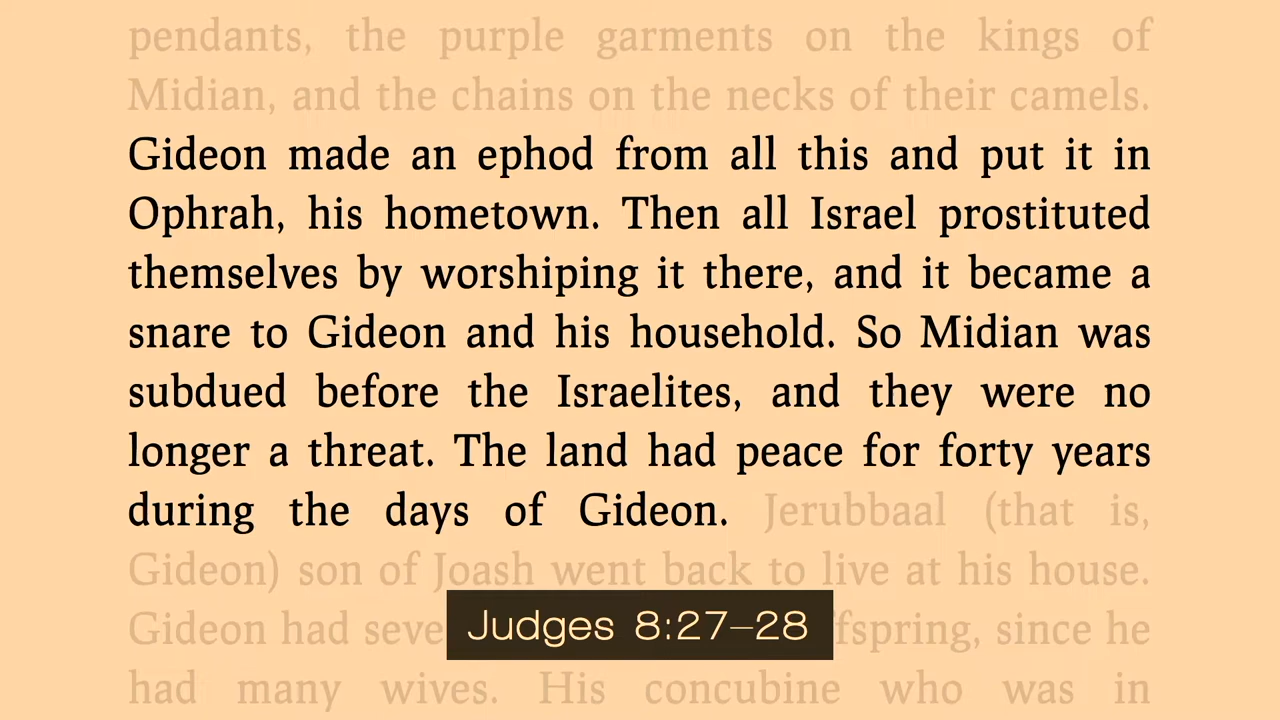 pendants, the purple garments on the kings of
Midian, and the chains on the necks of their camels.
Gideon made an ephod from all this and put it in
Ophrah, his hometown. Then all Israel prostituted
themselves by worshiping it there, and it became a
snare to Gideon and his household. So Midian was
subdued before the Israelites, and they were no
longer a threat. The land had peace for forty years
during the days of Gideon. Jerubbaal (that is,
Gideon) son of Joash went back to live at his house.
Gideon had seve ffspring, since he
Judges 8:27–28
had many wives. His concubine who was in